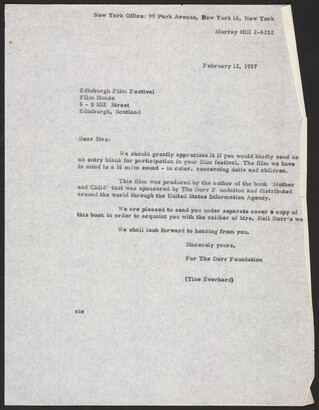 New York Office: 99 Park Avenue, New York 16, New York
Murray Hill 2-5232
February 12, 1957
Edinburgh Film Festival
Film House
6 - 8 Hill Street
Edinburgh, Scotland
Dear Sirs:
We should greatly appreciate it if you would kindly send us
an entry blank for participation in your film festival. The film we have
in mind is a 16 m/m sound - in color, concerning dolls and children.
This film was produced by the author of the book 'Mother
and Child' that was sponsored by The Dorr F undation and distributed
around the world through the United States Information Agency.
We are pleased to send you under separate cover a copy of
this book in order to acquaint you with the caliber of Mrs. Nell Dorr's wo
We shall look forward to hearing from you.
Sincerely yours,
For The Dorr Foundation
(Tine Everhard)